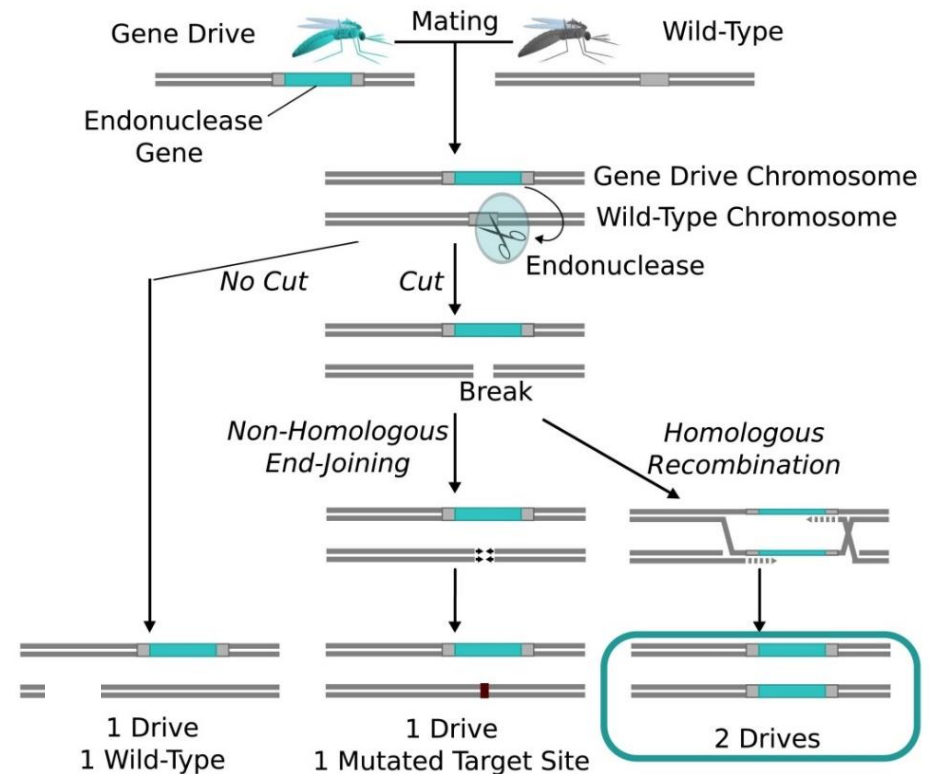 Gene Drive
Mating
Wild-Type
Endonuclease
Gene
Gene Drive Chromosome
Wild-Type Chromosome
Endonuclease
No Cut
Cut
Break
Non-Homologous
End-Joining
Homologous
Recombination
1 Drive
1 Wild-Type
1 Drive
1 Mutated Target Site
2 Drives